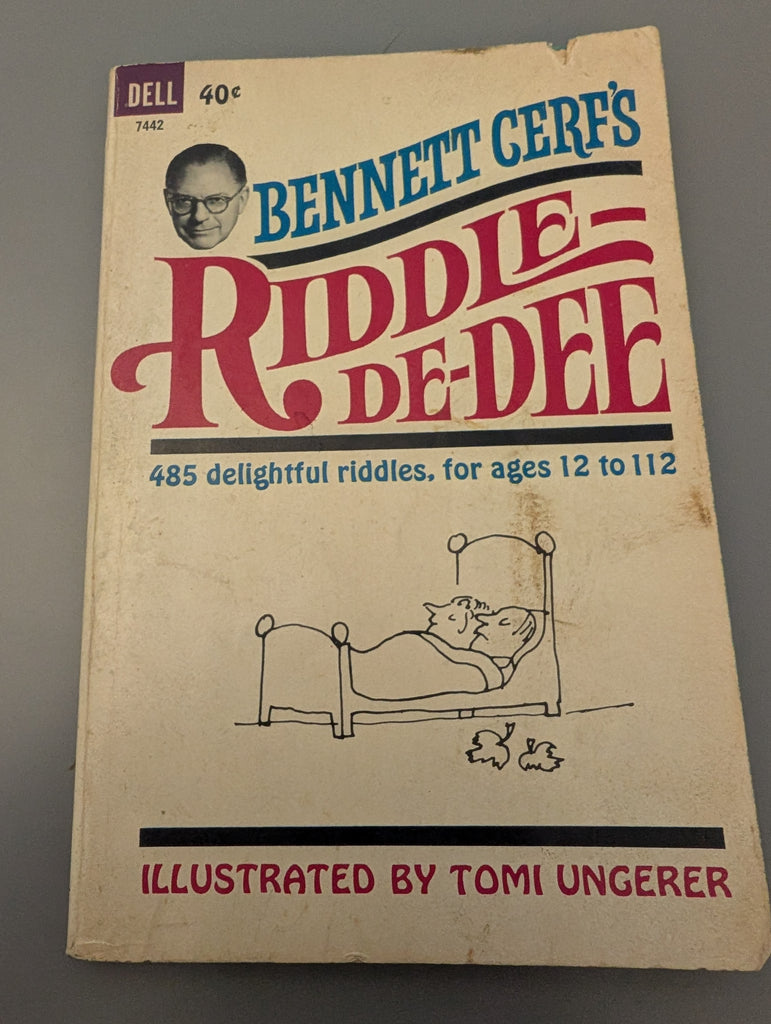 DELL 40¢
7442
BENNETT CERF'S
RIDDLE-
DE-DEE
485 delightful riddles, for ages 12 to 112
ILLUSTRATED BY TOMI UNGERER